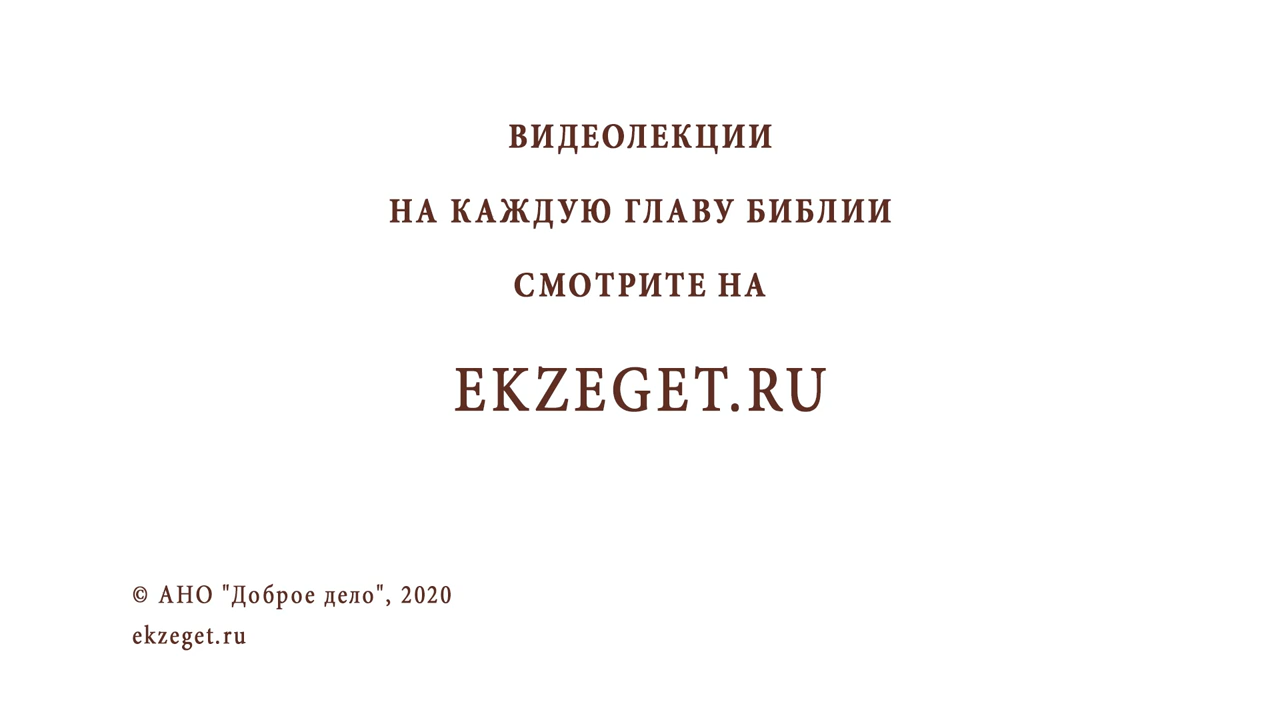 ВИДЕОЛЕКЦИИ
НА КАЖДУЮ ГЛАВУ БИБЛИИ
СМОТРИТЕ НА
EKZEGET.RU
© АНО "Доброе дело", 2020
ekzeget.ru